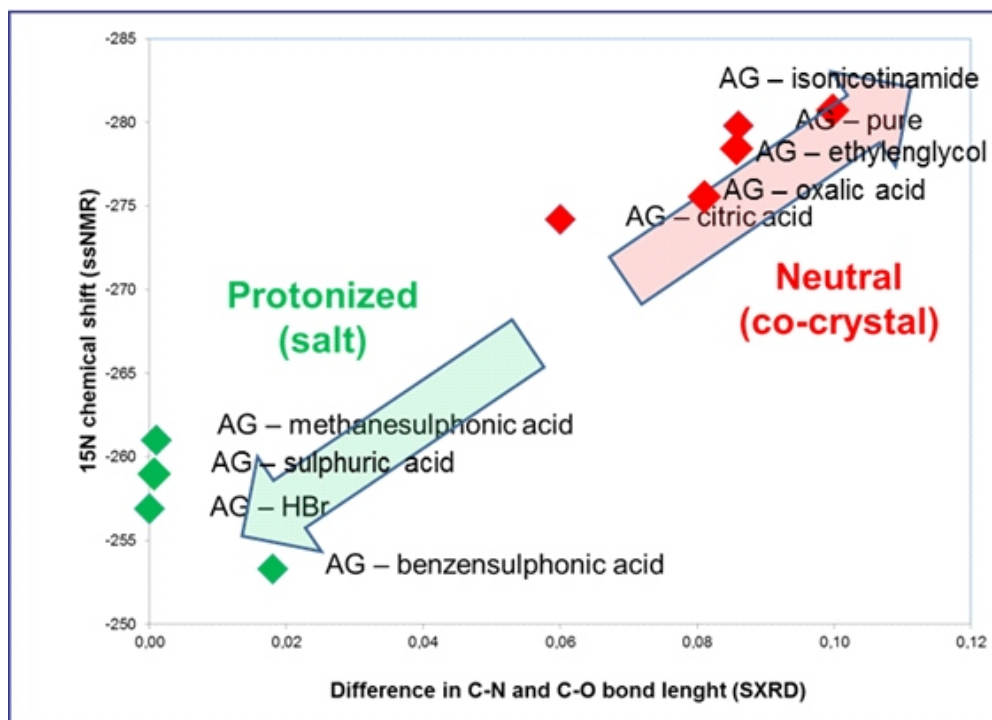 -285
-280
-275
-270
-265
-260
-255
-250
15N chemical shift (ssNMR)
AG – isonicotinamide
AG – pure
AG – ethylenglycol
AG – oxalic acid
AG – citric acid
Neutral
(co-crystal)
Protonized
(salt)
AG – methanesulphonic acid
AG – sulphuric acid
AG – HBr
AG – benzensulphonic acid
0,00 0,02 0,04 0,06 0,08 0,10 0,12
Difference in C-N and C-O bond lenght (SXRD)